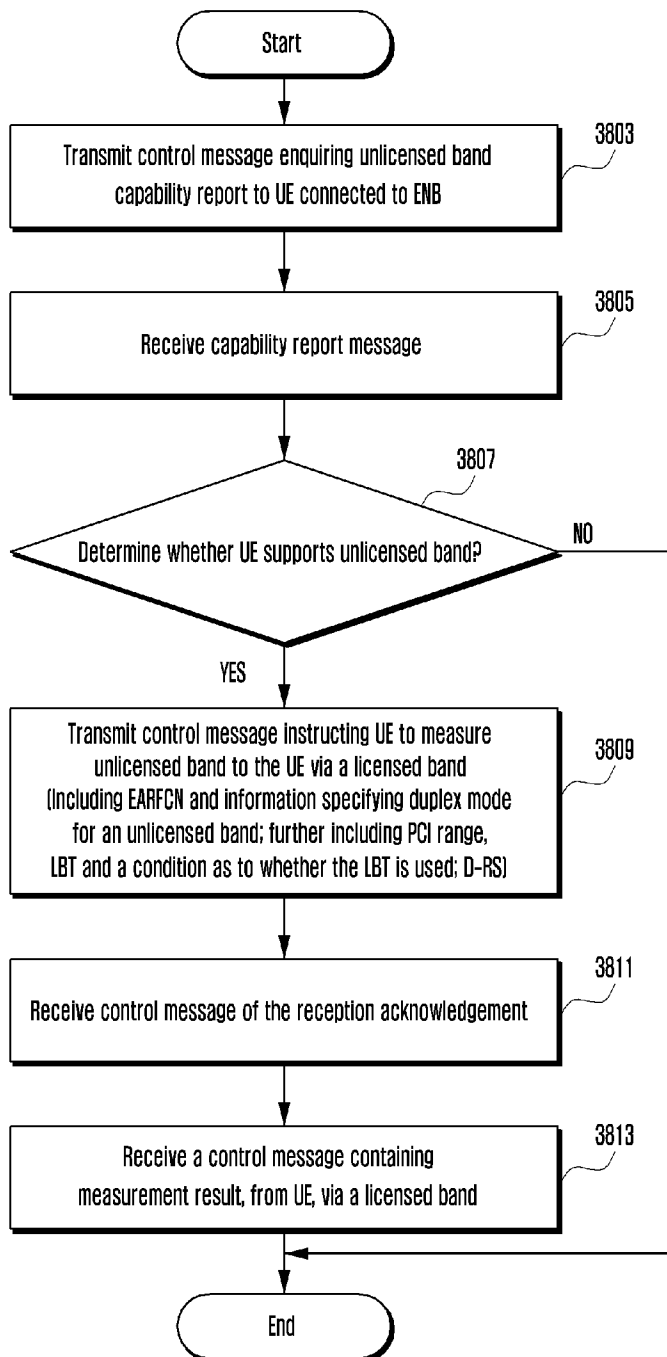 Start
3803
Transmit control message enquiring unlicensed band
capability report to UE connected to ENB
3805
Receive capability report message
3807
Determine whether UE supports unlicensed band?
NO
YES
Transmit control message instructing UE to measure
unlicensed band to the UE via a licensed band
(Including EARFCN and information specifying duplex mode
for an unlicensed band; further including PCI range,
LBT and a condition as to whether the LBT is used; D-RS)
3809
3811
Receive control message of the reception acknowledgement
3813
Receive a control message containing
measurement result, from UE, via a licensed band
End